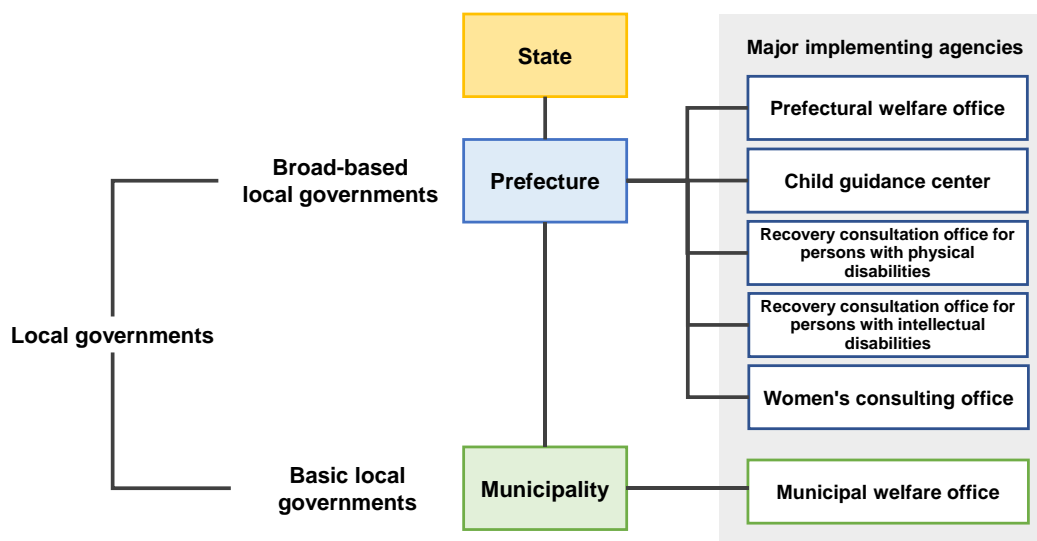 State
Major implementing agencies
Prefectural welfare office
Broad-based
local governments
Prefecture
Child guidance center
Recovery consultation office for
persons with physical
disabilities
Recovery consultation office for
persons with intellectual
disabilities
Local governments
Women's consulting office
Basic local
governments
Municipality
Municipal welfare office